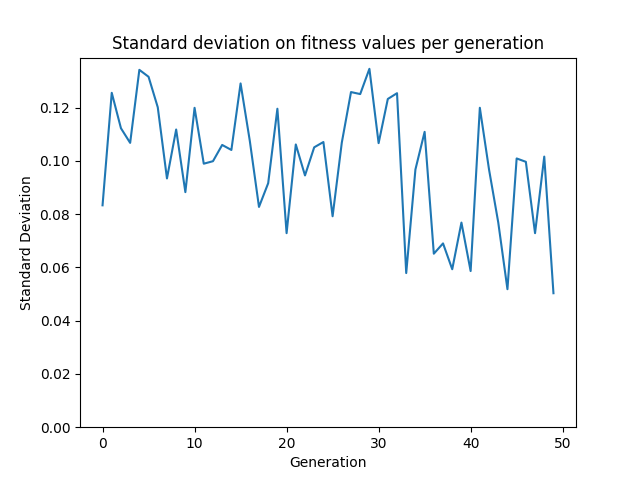 Standard deviation on fitness values per generation
Standard Deviation
0.12
0.10
0.08
0.06
0.04
0.02
0.00
0 10 20 30 40 50
Generation